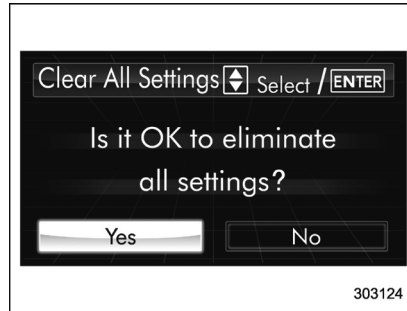 Clear All Settings Select / ENTER
Is it OK to eliminate
all settings?
Yes No
303124